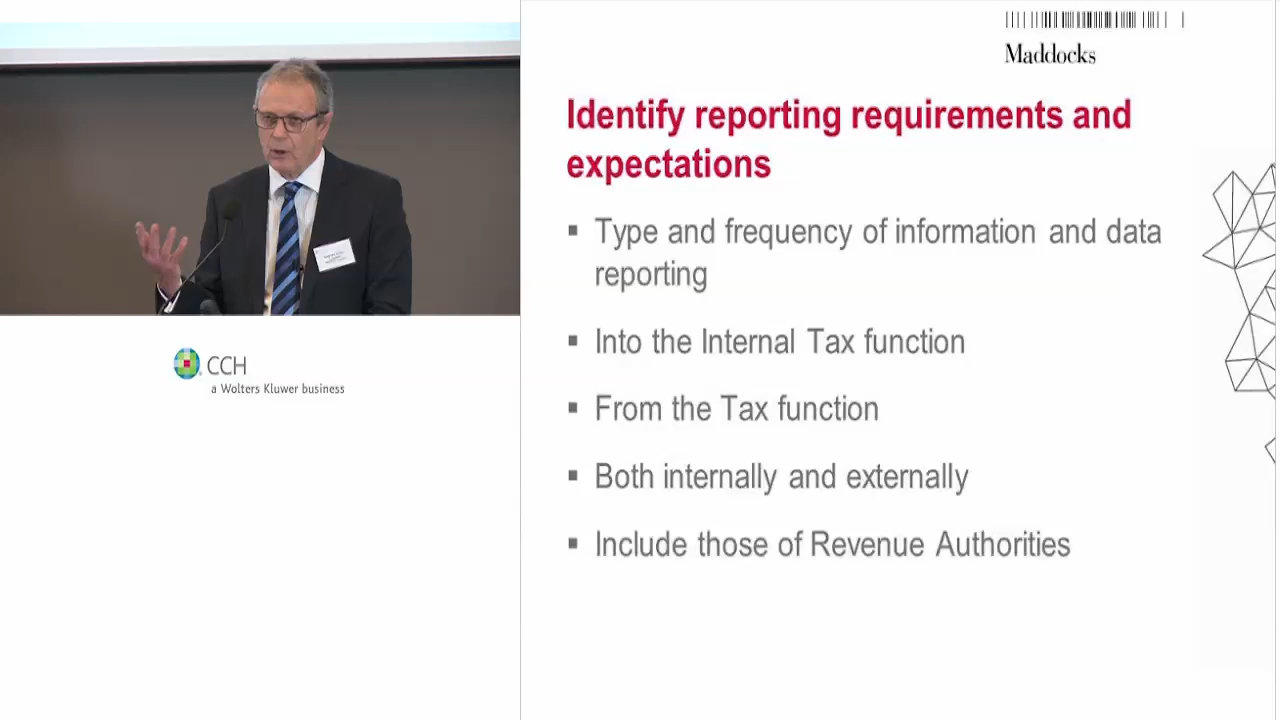 Maddocks
Identify reporting requirements and
expectations
▪ Type and frequency of information and data
reporting
▪ Into the Internal Tax function
▪ From the Tax function
▪ Both internally and externally
▪ Include those of Revenue Authorities
CCH
a Wolters Kluwer business